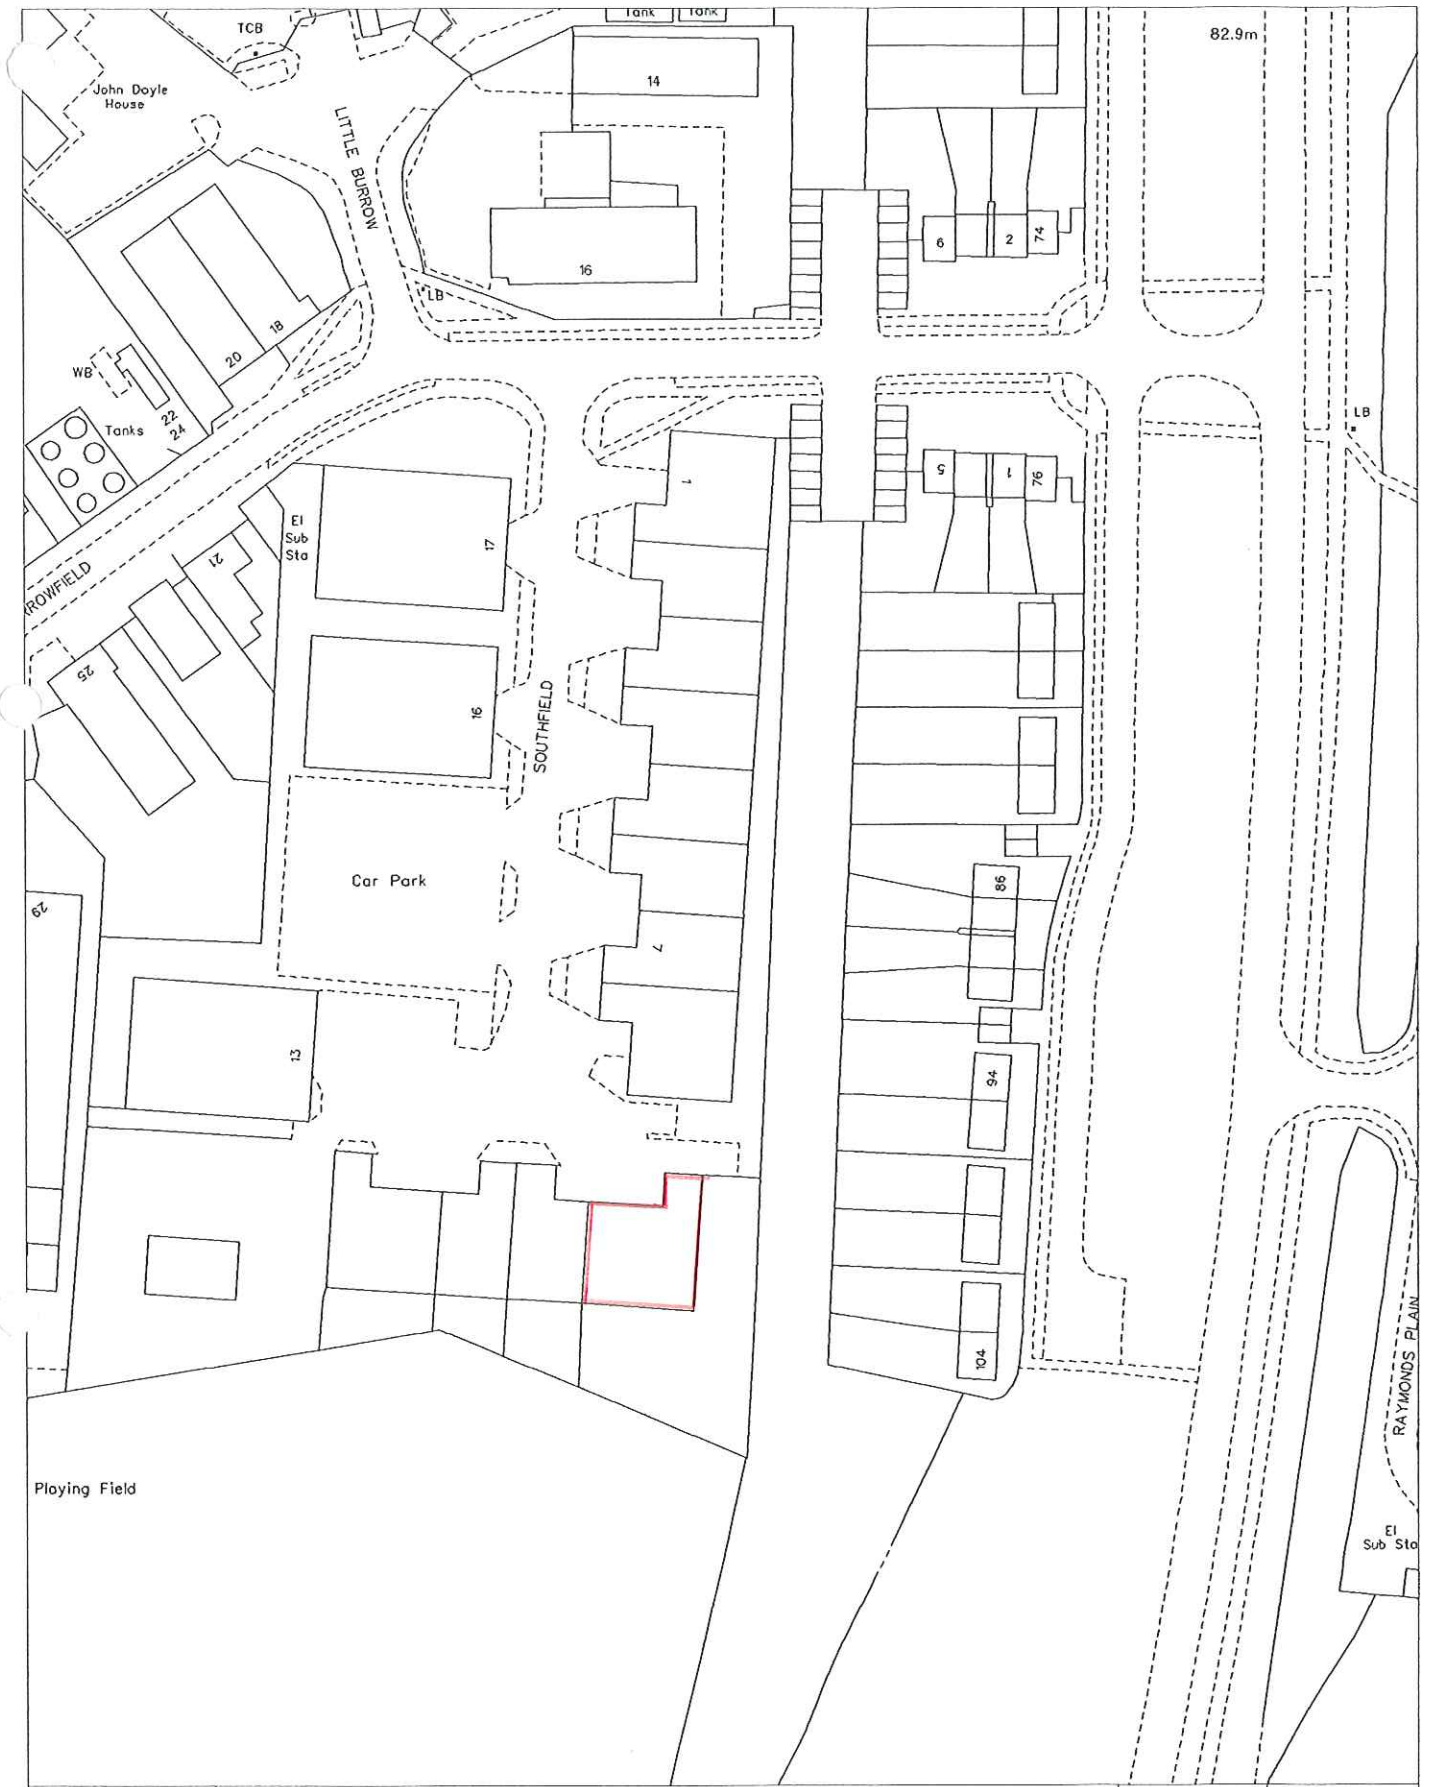 Tank
Tank
TCB
82.9m
14
John Doyle
House
LITTLE BURROW
6
2
74
16
LB
18
20
WB
22
24
Tanks
LB
5
1
76
1
El
Sub
Sta
17
21
ROWFIELD
25
16
SOUTHFIELD
Car Park
86
29
7
13
94
104
RAYMONDS PLAIN
Playing Field
El
Sub Sta